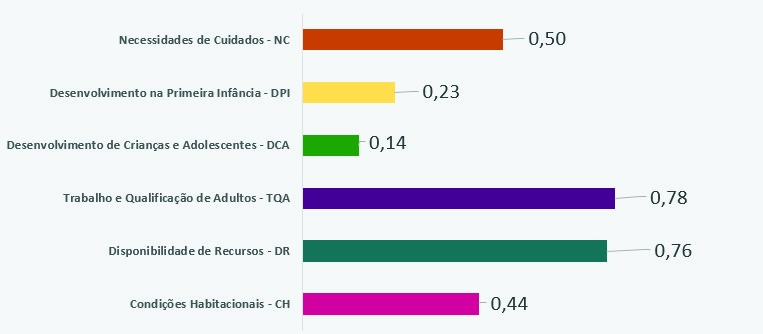 Necessidades de Cuidados - NC 0,50
Desenvolvimento na Primeira Infância - DPI 0,23
Desenvolvimento de Crianças e Adolescentes - DCA 0,14
Trabalho e Qualificação de Adultos - TQA 0,78
Disponibilidade de Recursos - DR 0,76
Condições Habitacionais - CH 0,44